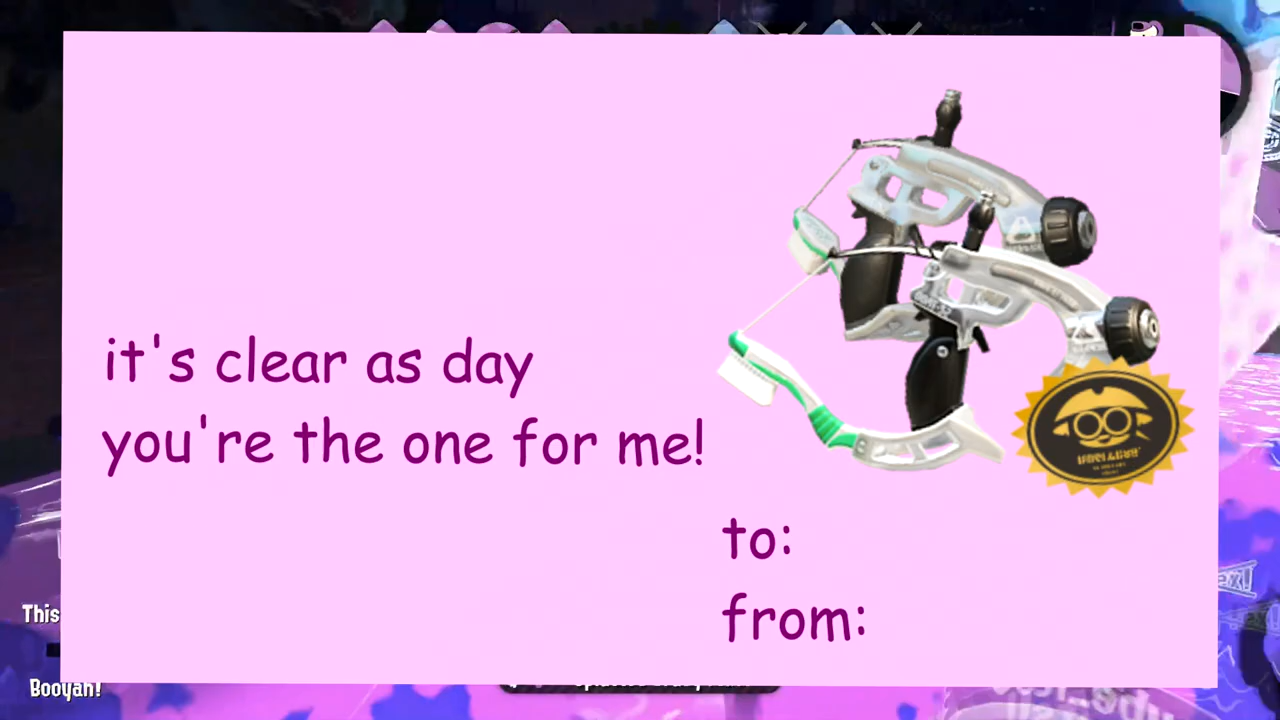 it's clear as day
you're the one for me!
to:
from:
This
Booyah!